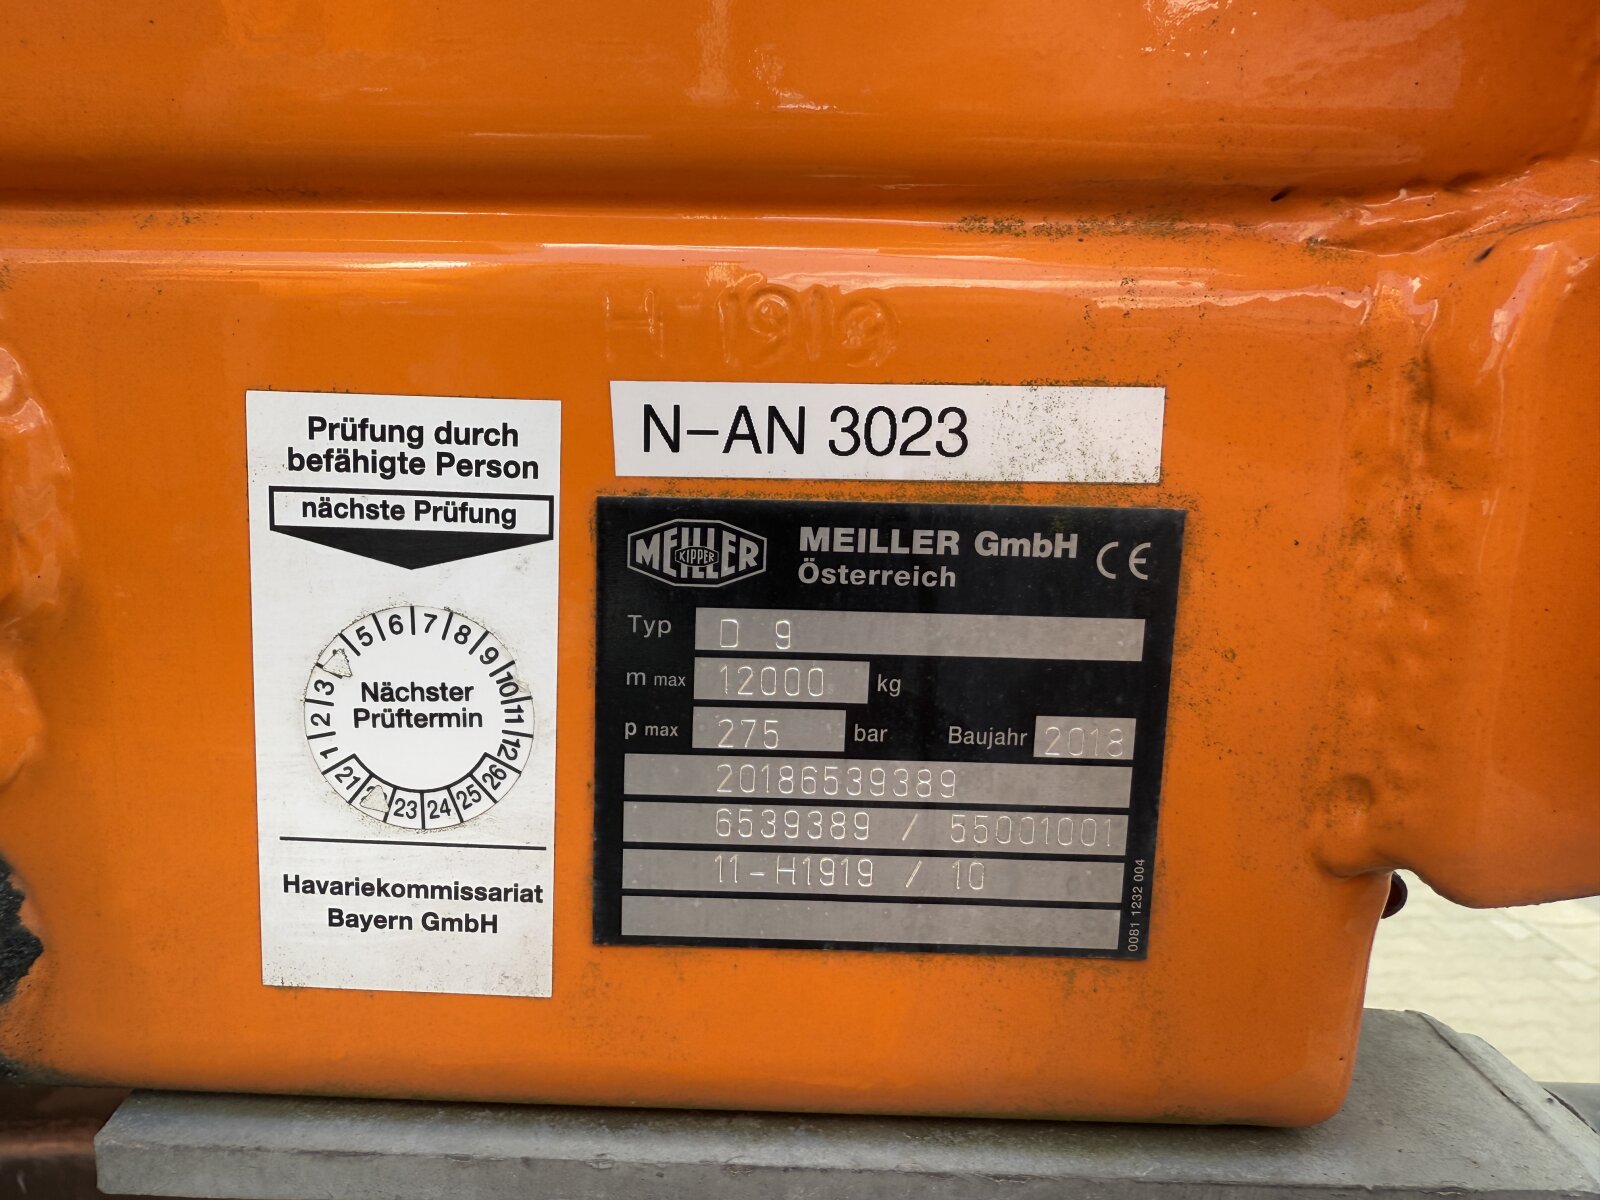 H-1919
N-AN 3023
Prüfung durch
befähigte Person
nächste Prüfung
5 6 7 8 9 10 11 12
3 2 1
Nächster
Prüftermin
21 23 24 25 26
Havariekommissariat
Bayern GmbH
MEILLER
KIPPER
MEILLER GmbH CE
Österreich
Typ D 9
m max 12000 kg
p max 275 bar Baujahr 2018
20186539389
6539389 / 55001001
11-H1919 / 10
0081 1232 004